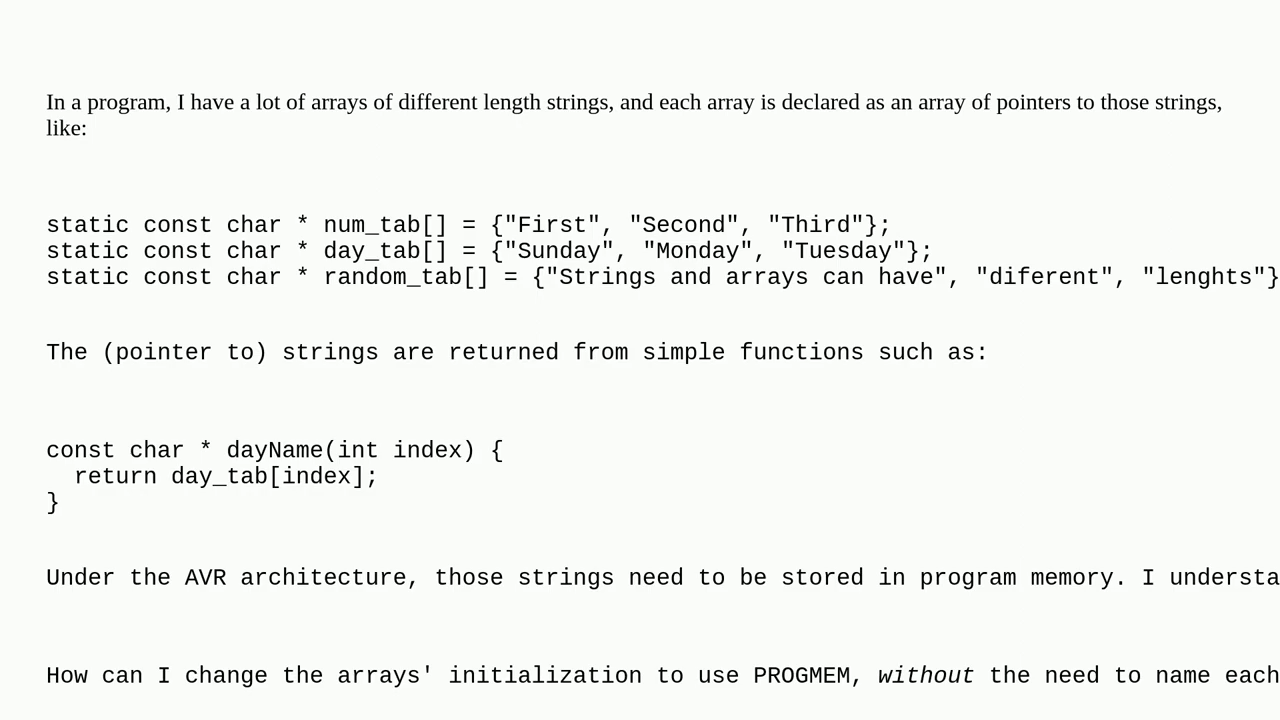 In a program, I have a lot of arrays of different length strings, and each array is declared as an array of pointers to those strings,
like:
static const char * num_tab[] = {"First", "Second", "Third"};
static const char * day_tab[] = {"Sunday", "Monday", "Tuesday"};
static const char * random_tab[] = {"Strings and arrays can have", "diferent", "lenghts"}
The (pointer to) strings are returned from simple functions such as:
const char * dayName(int index) {
  return day_tab[index];
}
Under the AVR architecture, those strings need to be stored in program memory. I understa
How can I change the arrays' initialization to use PROGMEM, without the need to name each